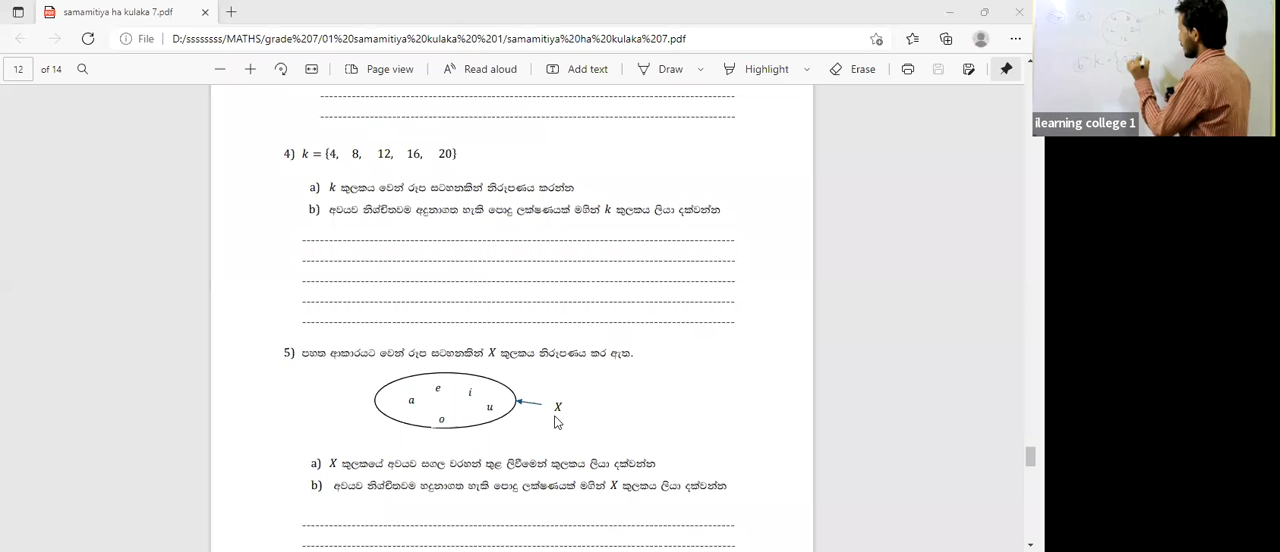 samamitiya ha kulaka 7.pdf
File
D:/ssssssss/MATHS/grade%207/01%20samamitiya%20kulaka%20%201/samamitiya%20ha%20kulaka%207.pdf
12 of 14
Page view
Read aloud
Add text
Draw
Highlight
Erase
ilearning college 1
4) k = {4, 8, 12, 16, 20}
a) k කුලකය වෙන් රූප සටහනකින් නිරූපණය කරන්න
b) අවයව නිශ්චිතවම අදුනාගත හැකි පොදු ලක්ෂණයක් මගින් k කුලකය ලියා දක්වන්න
5) පහත ආකාරයට වෙන් රූප සටහනකින් X කුලකය නිරූපණය කර ඇත.
e
i
a
u
X
o
a) X කුලකයේ අවයව සගල වරහන් තුළ ලිවීමෙන් කුලකය ලියා දක්වන්න
b) අවයව නිශ්චිතවම හදුනාගත හැකි පොදු ලක්ෂණයක් මගින් X කුලකය ලියා දක්වන්න